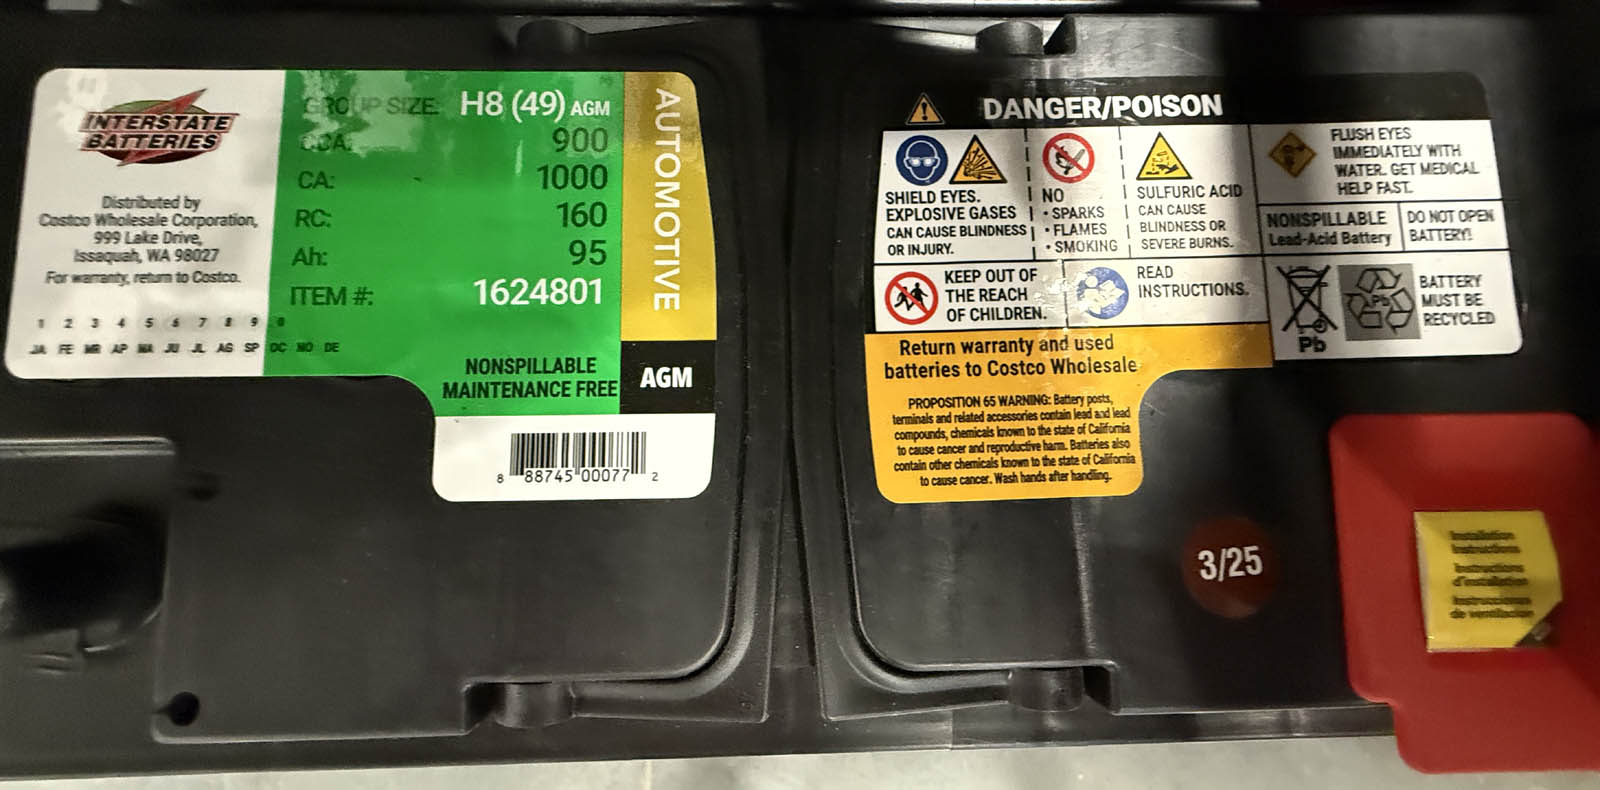 INTERSTATE
BATTERIES
Distributed by
Costco Wholesale Corporation,
999 Lake Drive,
Issaquah, WA 98027
For warranty, return to Costco.
1 2 3 4 5 6 7 8 9 0
JA FE MR AP MA JU JL AG SP OC NO DE
GROUP SIZE: H8 (49) AGM
CCA: 900
CA: 1000
RC: 160
Ah: 95
ITEM #: 1624801
NONSPILLABLE
MAINTENANCE FREE
AUTOMOTIVE
AGM
8 88745 00077 2
DANGER/POISON
SHIELD EYES.
EXPLOSIVE GASES
CAN CAUSE BLINDNESS
OR INJURY.
NO
• SPARKS
• FLAMES
• SMOKING
SULFURIC ACID
CAN CAUSE
BLINDNESS OR
SEVERE BURNS.
FLUSH EYES
IMMEDIATELY WITH
WATER. GET MEDICAL
HELP FAST.
NONSPILLABLE
Lead-Acid Battery
DO NOT OPEN
BATTERY!
KEEP OUT OF
THE REACH
OF CHILDREN.
READ
INSTRUCTIONS.
Pb
Pb
BATTERY
MUST BE
RECYCLED
Return warranty and used
batteries to Costco Wholesale
PROPOSITION 65 WARNING: Battery posts,
terminals and related accessories contain lead and lead
compounds, chemicals known to the state of California
to cause cancer and reproductive harm. Batteries also
contain other chemicals known to the state of California
to cause cancer. Wash hands after handling.
3/25
Installation
Instructions
Instructions
d'installation
Instrucciones
de ventilacion